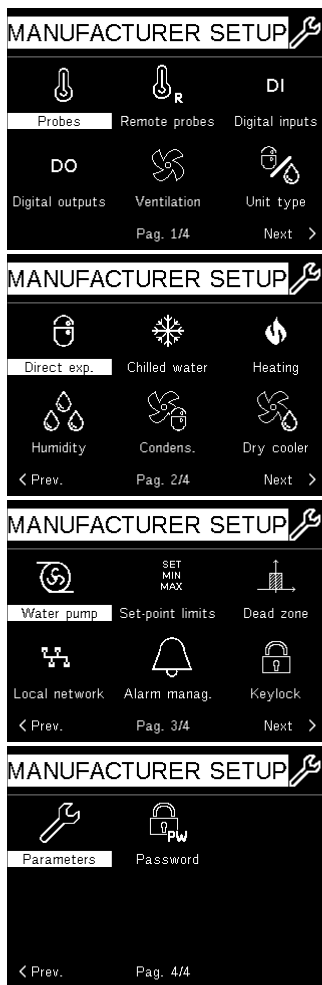 MANUFACTURER SETUP
R
DI
Probes Remote probes Digital inputs
DO
Digital outputs Ventilation Unit type
Pag. 1/4 Next >
MANUFACTURER SETUP
Direct exp. Chilled water Heating
Humidity Condens. Dry cooler
< Prev. Pag. 2/4 Next >
MANUFACTURER SETUP
SET
MIN
MAX
Water pump Set-point limits Dead zone
Local network Alarm manag. Keylock
< Prev. Pag. 3/4 Next >
MANUFACTURER SETUP
PW
Parameters Password
< Prev. Pag. 4/4